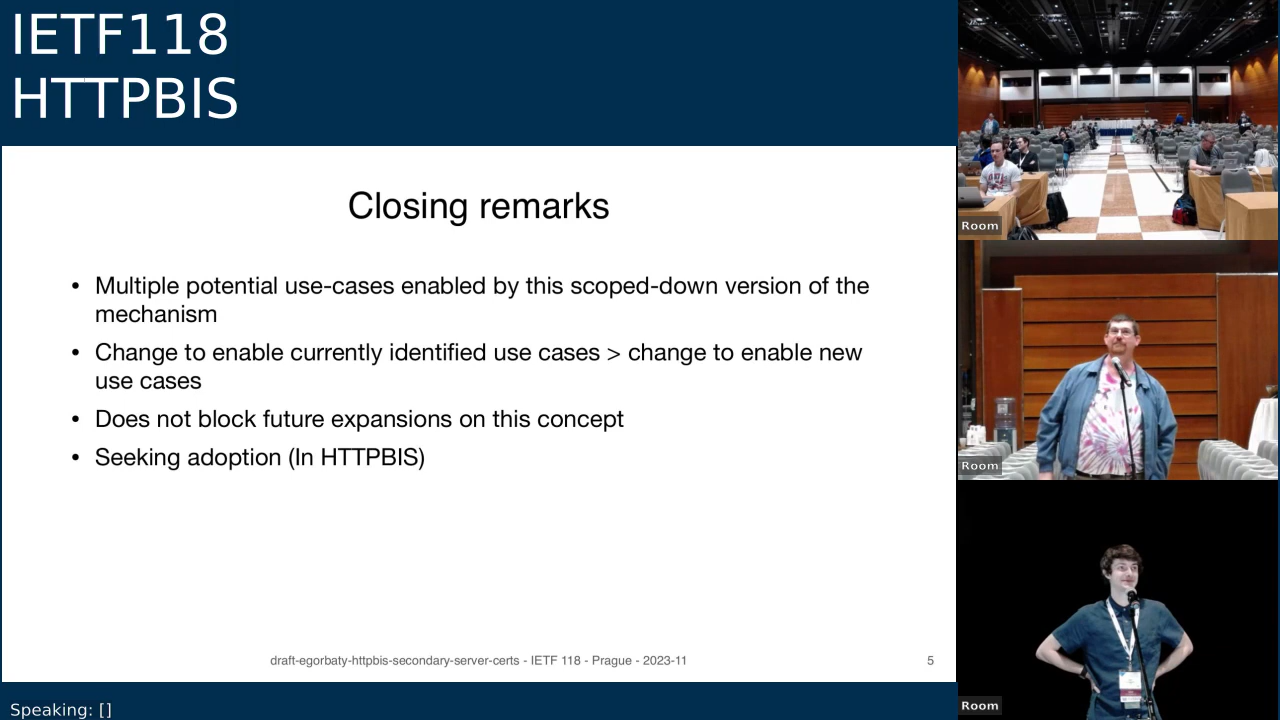 IETF118
HTTPBIS
Closing remarks
• Multiple potential use-cases enabled by this scoped-down version of the
mechanism
• Change to enable currently identified use cases > change to enable new
use cases
• Does not block future expansions on this concept
• Seeking adoption (In HTTPBIS)
draft-egorbaty-httpbis-secondary-server-certs - IETF 118 - Prague - 2023-11
5
Speaking: []
Room
Room
Room